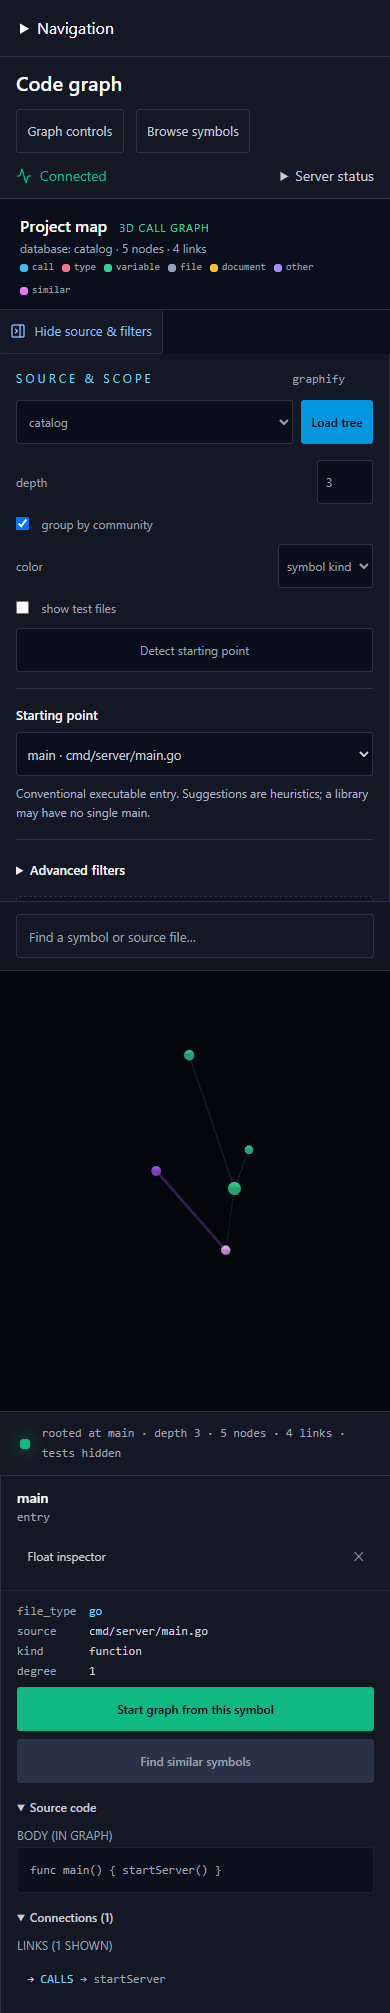 ▶ Navigation
Code graph
Graph controls
Browse symbols
Connected
▶ Server status
Project map 3D CALL GRAPH
database: catalog · 5 nodes · 4 links
call type variable file document other
similar
Hide source & filters
SOURCE & SCOPE graphify
catalog Load tree
depth 3
group by community
color symbol kind
show test files
Detect starting point
Starting point
main · cmd/server/main.go
Conventional executable entry. Suggestions are heuristics; a library
may have no single main.
▶ Advanced filters
Find a symbol or source file...
rooted at main · depth 3 · 5 nodes · 4 links ·
tests hidden
main
entry
Float inspector ×
file_type go
source cmd/server/main.go
kind function
degree 1
Start graph from this symbol
Find similar symbols
▼ Source code
BODY (IN GRAPH)
func main() { startServer() }
▼ Connections (1)
LINKS (1 SHOWN)
→ CALLS → startServer